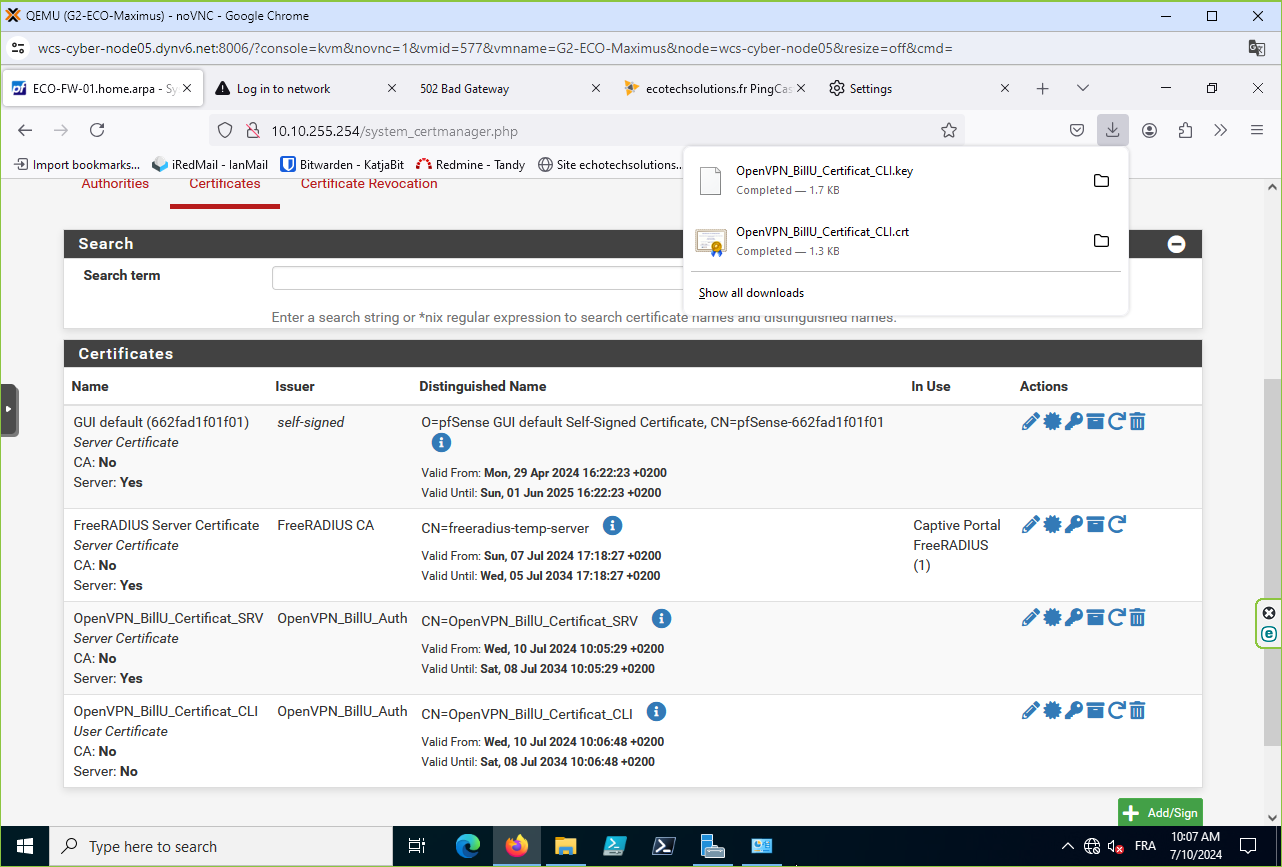 QEMU (G2-ECO-Maximus) - noVNC - Google Chrome
wcs-cyber-node05.dynv6.net:8006/?console=kvm&novnc=1&vmid=577&vmname=G2-ECO-Maximus&node=wcs-cyber-node05&resize=off&cmd=
ECO-FW-01.home.arpa - Sy
Log in to network
502 Bad Gateway
ecotechsolutions.fr PingCas
Settings
10.10.255.254/system_certmanager.php
Import bookmarks...
iRedMail - IanMail
Bitwarden - KatjaBit
Redmine - Tandy
Site echotechsolutions...
OpenVPN_BillU_Certificat_CLI.key
Completed — 1.7 KB
OpenVPN_BillU_Certificat_CLI.crt
Completed — 1.3 KB
Show all downloads
Authorities
Certificates
Certificate Revocation
Search
Search term
Enter a search string or *nix regular expression to search certificate names and distinguished names.
Certificates
Name Issuer Distinguished Name In Use Actions
GUI default (662fad1f01f01)
Server Certificate
CA: No
Server: Yes
self-signed
O=pfSense GUI default Self-Signed Certificate, CN=pfSense-662fad1f01f01
Valid From: Mon, 29 Apr 2024 16:22:23 +0200
Valid Until: Sun, 01 Jun 2025 16:22:23 +0200
FreeRADIUS Server Certificate
Server Certificate
CA: No
Server: Yes
FreeRADIUS CA
CN=freeradius-temp-server
Valid From: Sun, 07 Jul 2024 17:18:27 +0200
Valid Until: Wed, 05 Jul 2034 17:18:27 +0200
Captive Portal
FreeRADIUS
(1)
OpenVPN_BillU_Certificat_SRV
Server Certificate
CA: No
Server: Yes
OpenVPN_BillU_Auth
CN=OpenVPN_BillU_Certificat_SRV
Valid From: Wed, 10 Jul 2024 10:05:29 +0200
Valid Until: Sat, 08 Jul 2034 10:05:29 +0200
OpenVPN_BillU_Certificat_CLI
User Certificate
CA: No
Server: No
OpenVPN_BillU_Auth
CN=OpenVPN_BillU_Certificat_CLI
Valid From: Wed, 10 Jul 2024 10:06:48 +0200
Valid Until: Sat, 08 Jul 2034 10:06:48 +0200
Add/Sign
Type here to search
FRA
10:07 AM
7/10/2024